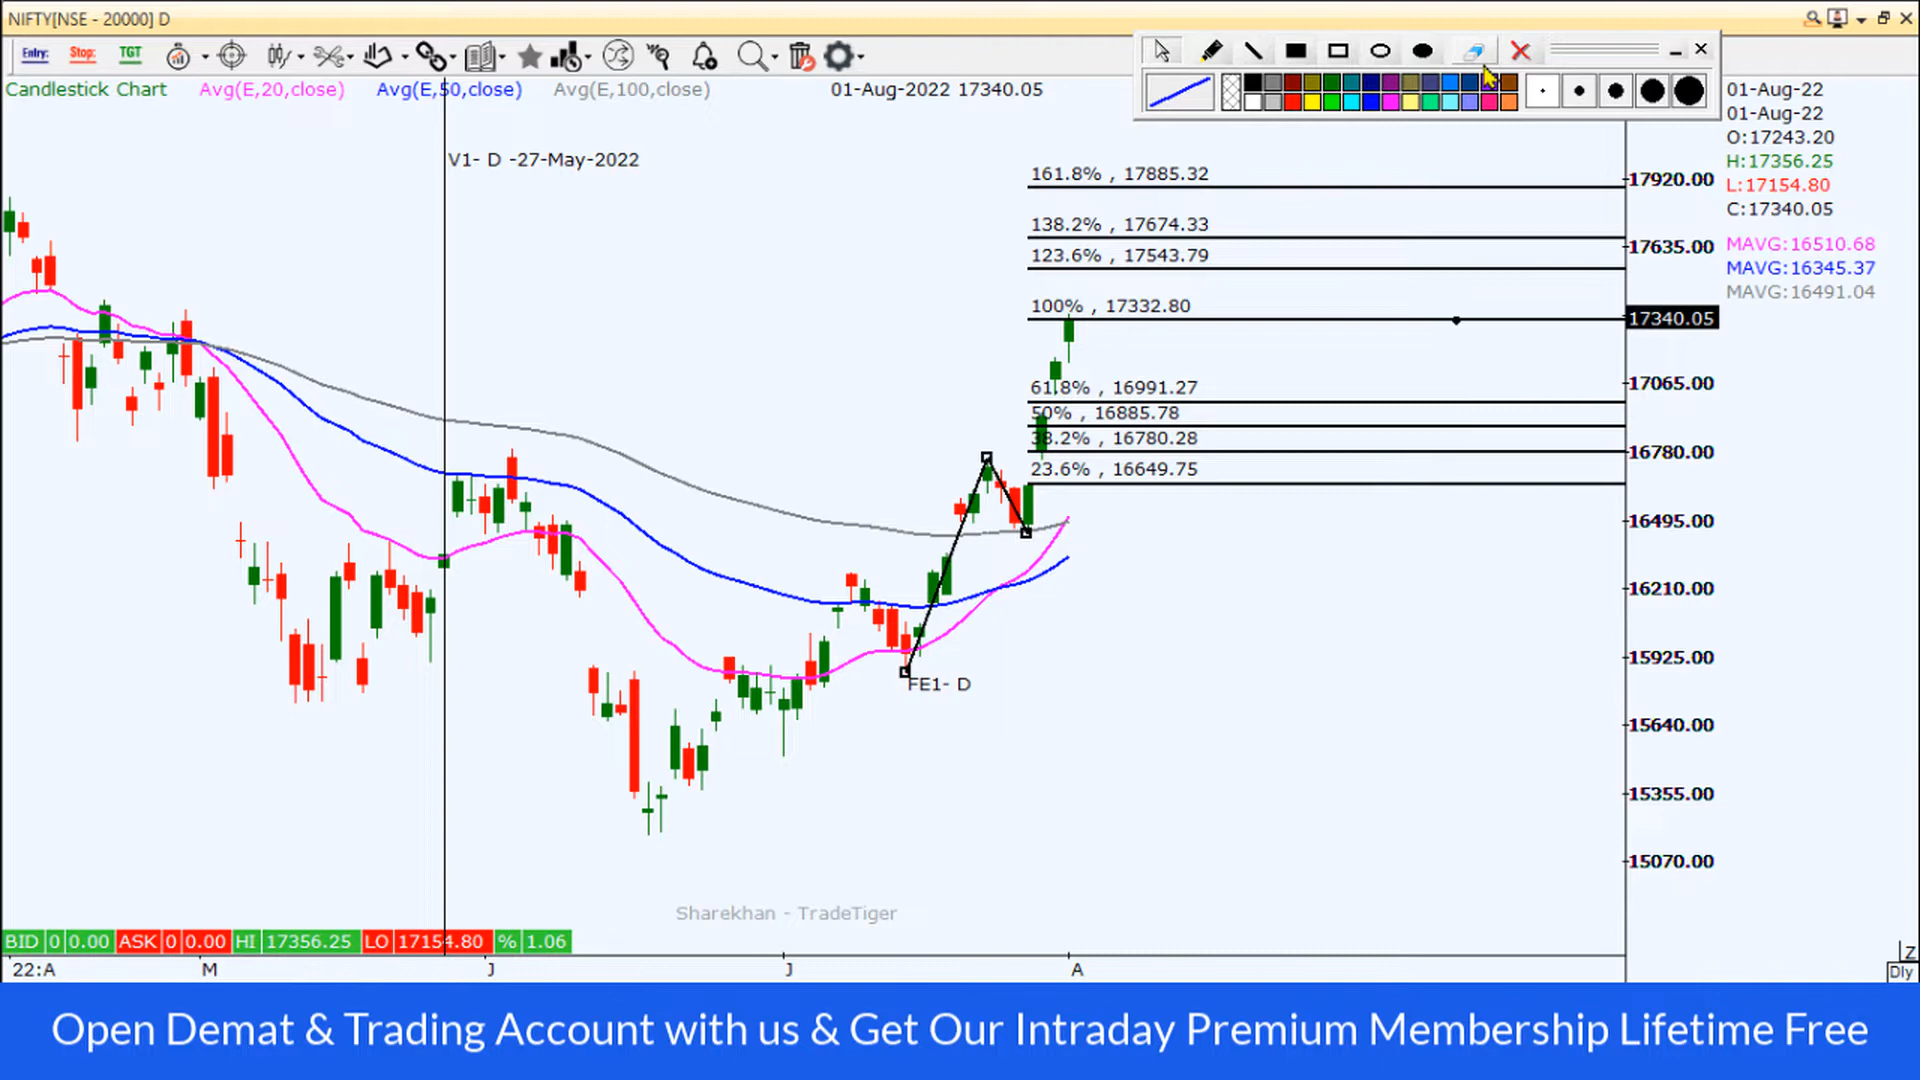 NIFTY[NSE - 20000] D
Entry: Stop: TGT
Candlestick Chart Avg(E,20,close) Avg(E,50,close) Avg(E,100,close) 01-Aug-2022 17340.05
01-Aug-22
01-Aug-22
O:17243.20
H:17356.25
L:17154.80
C:17340.05
MAVG:16510.68
MAVG:16345.37
MAVG:16491.04
V1- D -27-May-2022
161.8% , 17885.32
138.2% , 17674.33
123.6% , 17543.79
100% , 17332.80
61.8% , 16991.27
50% , 16885.78
38.2% , 16780.28
23.6% , 16649.75
FE1- D
17920.00
17635.00
17340.05
17065.00
16780.00
16495.00
16210.00
15925.00
15640.00
15355.00
15070.00
Sharekhan - TradeTiger
BID 0 0.00 ASK 0 0.00 HI 17356.25 LO 17154.80 % 1.06
22:A M J J A
Z
Dly
Open Demat & Trading Account with us & Get Our Intraday Premium Membership Lifetime Free